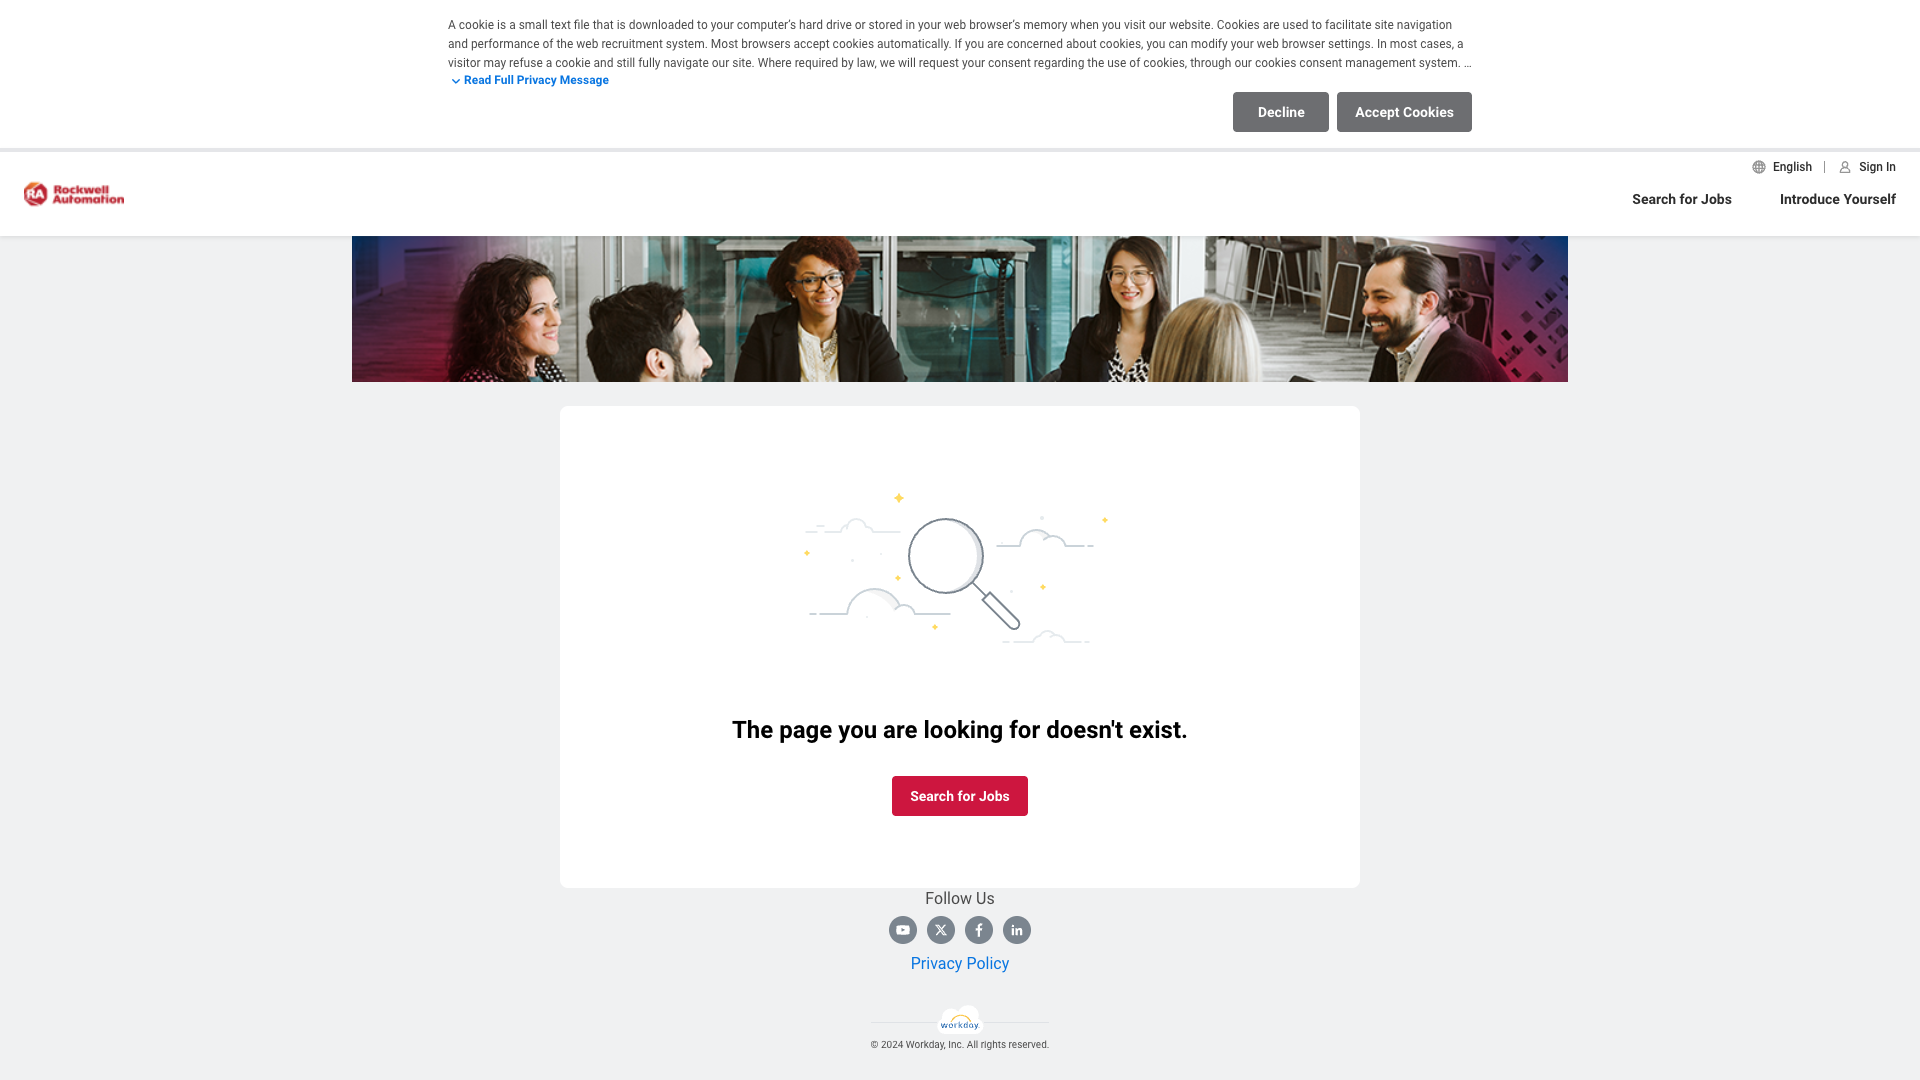 A cookie is a small text file that is downloaded to your computer’s hard drive or stored in your web browser’s memory when you visit our website. Cookies are used to facilitate site navigation
and performance of the web recruitment system. Most browsers accept cookies automatically. If you are concerned about cookies, you can modify your web browser settings. In most cases, a
visitor may refuse a cookie and still fully navigate our site. Where required by law, we will request your consent regarding the use of cookies, through our cookies consent management system. ...
Read Full Privacy Message
Decline
Accept Cookies
English
Sign In
RA Rockwell
Automation
Search for Jobs
Introduce Yourself
The page you are looking for doesn't exist.
Search for Jobs
Follow Us
Privacy Policy
workday.
© 2024 Workday, Inc. All rights reserved.